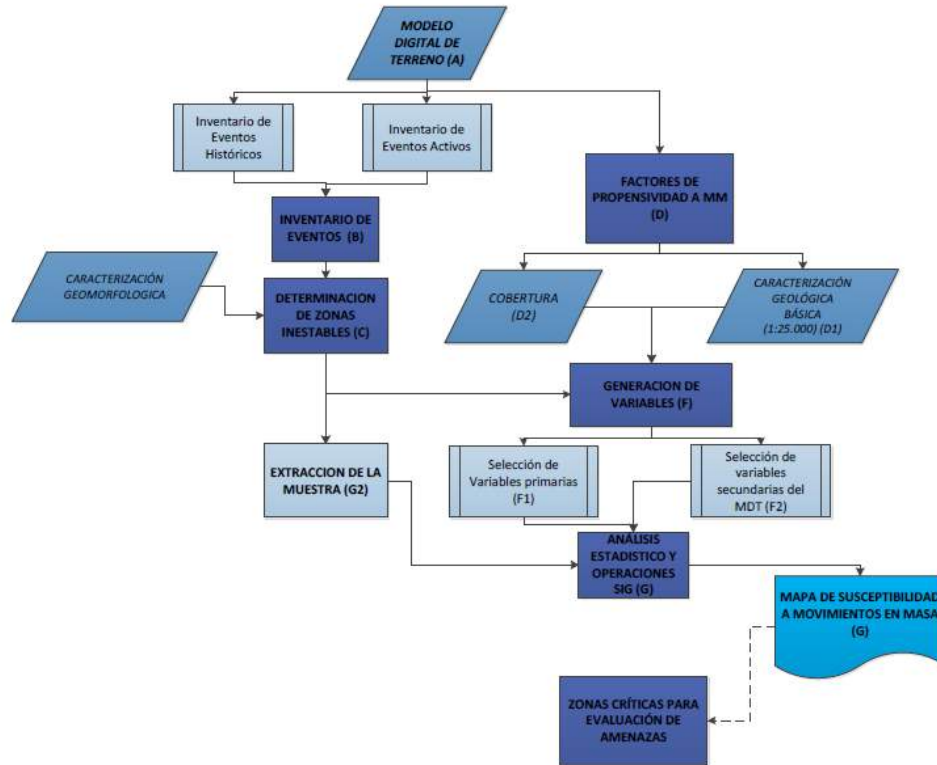 MODELO
DIGITAL DE
TERRENO (A)
Inventario de
Eventos
Históricos
Inventario de
Eventos Activos
FACTORES DE
PROPENSIVIDAD A MM
(D)
INVENTARIO DE
EVENTOS (B)
CARACTERIZACIÓN
GEOMORFOLOGICA
DETERMINACION
DE ZONAS
INESTABLES (C)
COBERTURA
(D2)
CARACTERIZACIÓN
GEOLÓGICA
BÁSICA
(1:25.000) (D1)
GENERACION DE
VARIABLES (F)
EXTRACCION DE LA
MUESTRA (G2)
Selección de
Variables primarias
(F1)
Selección de
variables
secundarias del
MDT (F2)
ANÁLISIS
ESTADISTICO Y
OPERACIONES
SIG (G)
MAPA DE SUSCEPTIBILIDAD
A MOVIMIENTOS EN MASA
(G)
ZONAS CRÍTICAS PARA
EVALUACIÓN DE
AMENAZAS